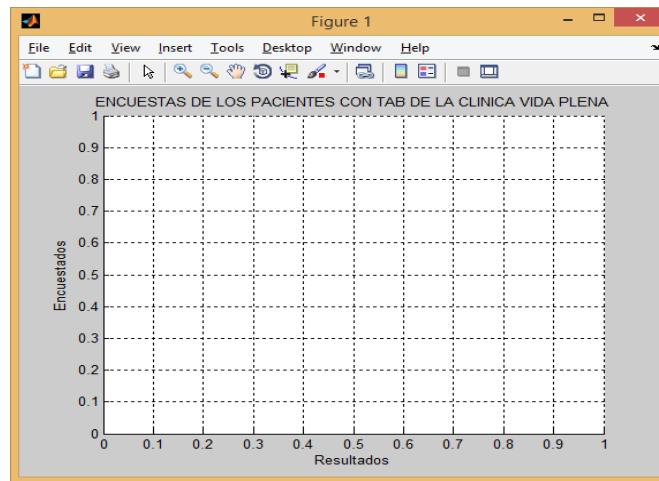 Figure 1
File Edit View Insert Tools Desktop Window Help
ENCUESTAS DE LOS PACIENTES CON TAB DE LA CLINICA VIDA PLENA
1
0.9
0.8
0.7
0.6
0.5
0.4
0.3
0.2
0.1
0
Encuestados
0 0.1 0.2 0.3 0.4 0.5 0.6 0.7 0.8 0.9 1
Resultados